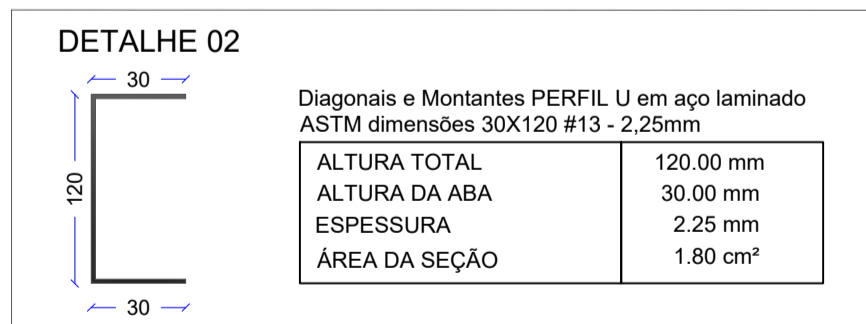 DETALHE 02
30
120
30
Diagonais e Montantes PERFIL U em aço laminado
ASTM dimensões 30X120 #13 - 2,25mm
ALTURA TOTAL 120.00 mm
ALTURA DA ABA 30.00 mm
ESPESSURA 2.25 mm
ÁREA DA SEÇÃO 1.80 cm²